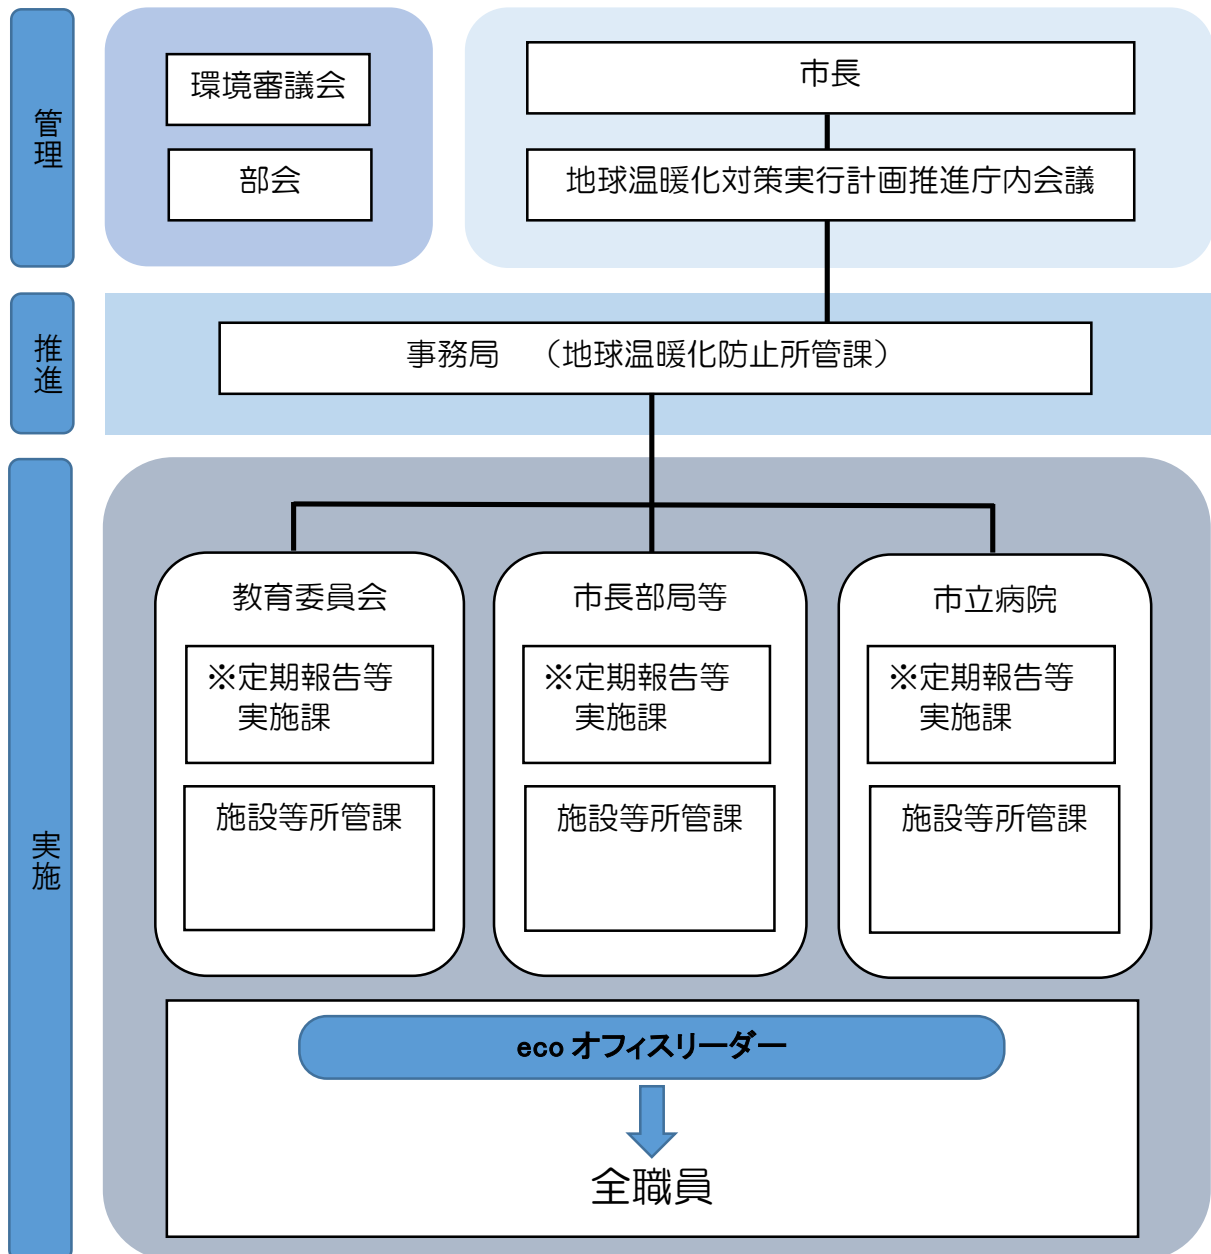 管理
環境審議会
部会
市長
地球温暖化対策実行計画推進庁内会議
推進
事務局　（地球温暖化防止所管課）
実施
教育委員会
※定期報告等
実施課
施設等所管課
市長部局等
※定期報告等
実施課
施設等所管課
市立病院
※定期報告等
実施課
施設等所管課
eco オフィスリーダー
全職員